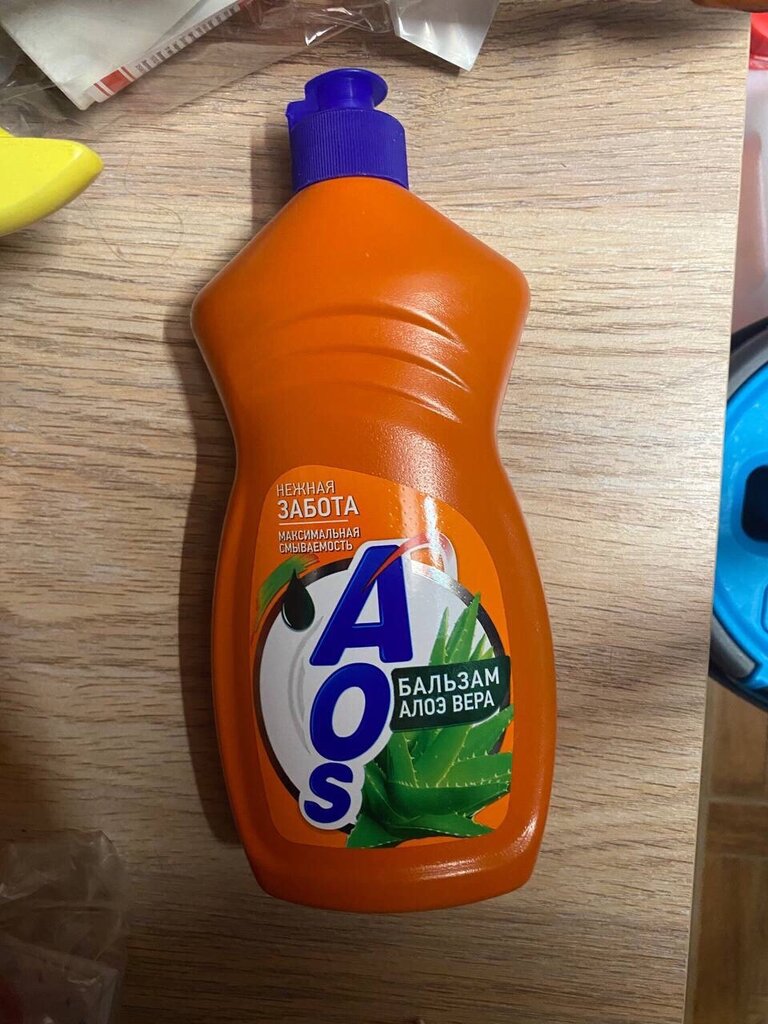 НЕЖНАЯ
ЗАБОТА
МАКСИМАЛЬНАЯ
СМЫВАЕМОСТЬ
AOS
БАЛЬЗАМ
АЛОЭ ВЕРА